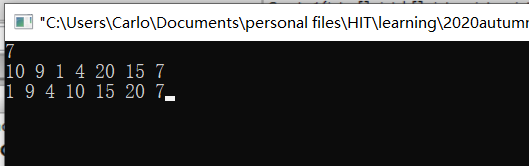 "C:\Users\Carlo\Documents\personal files\HIT\learning\2020autumn
7
10 9 1 4 20 15 7
1 9 4 10 15 20 7